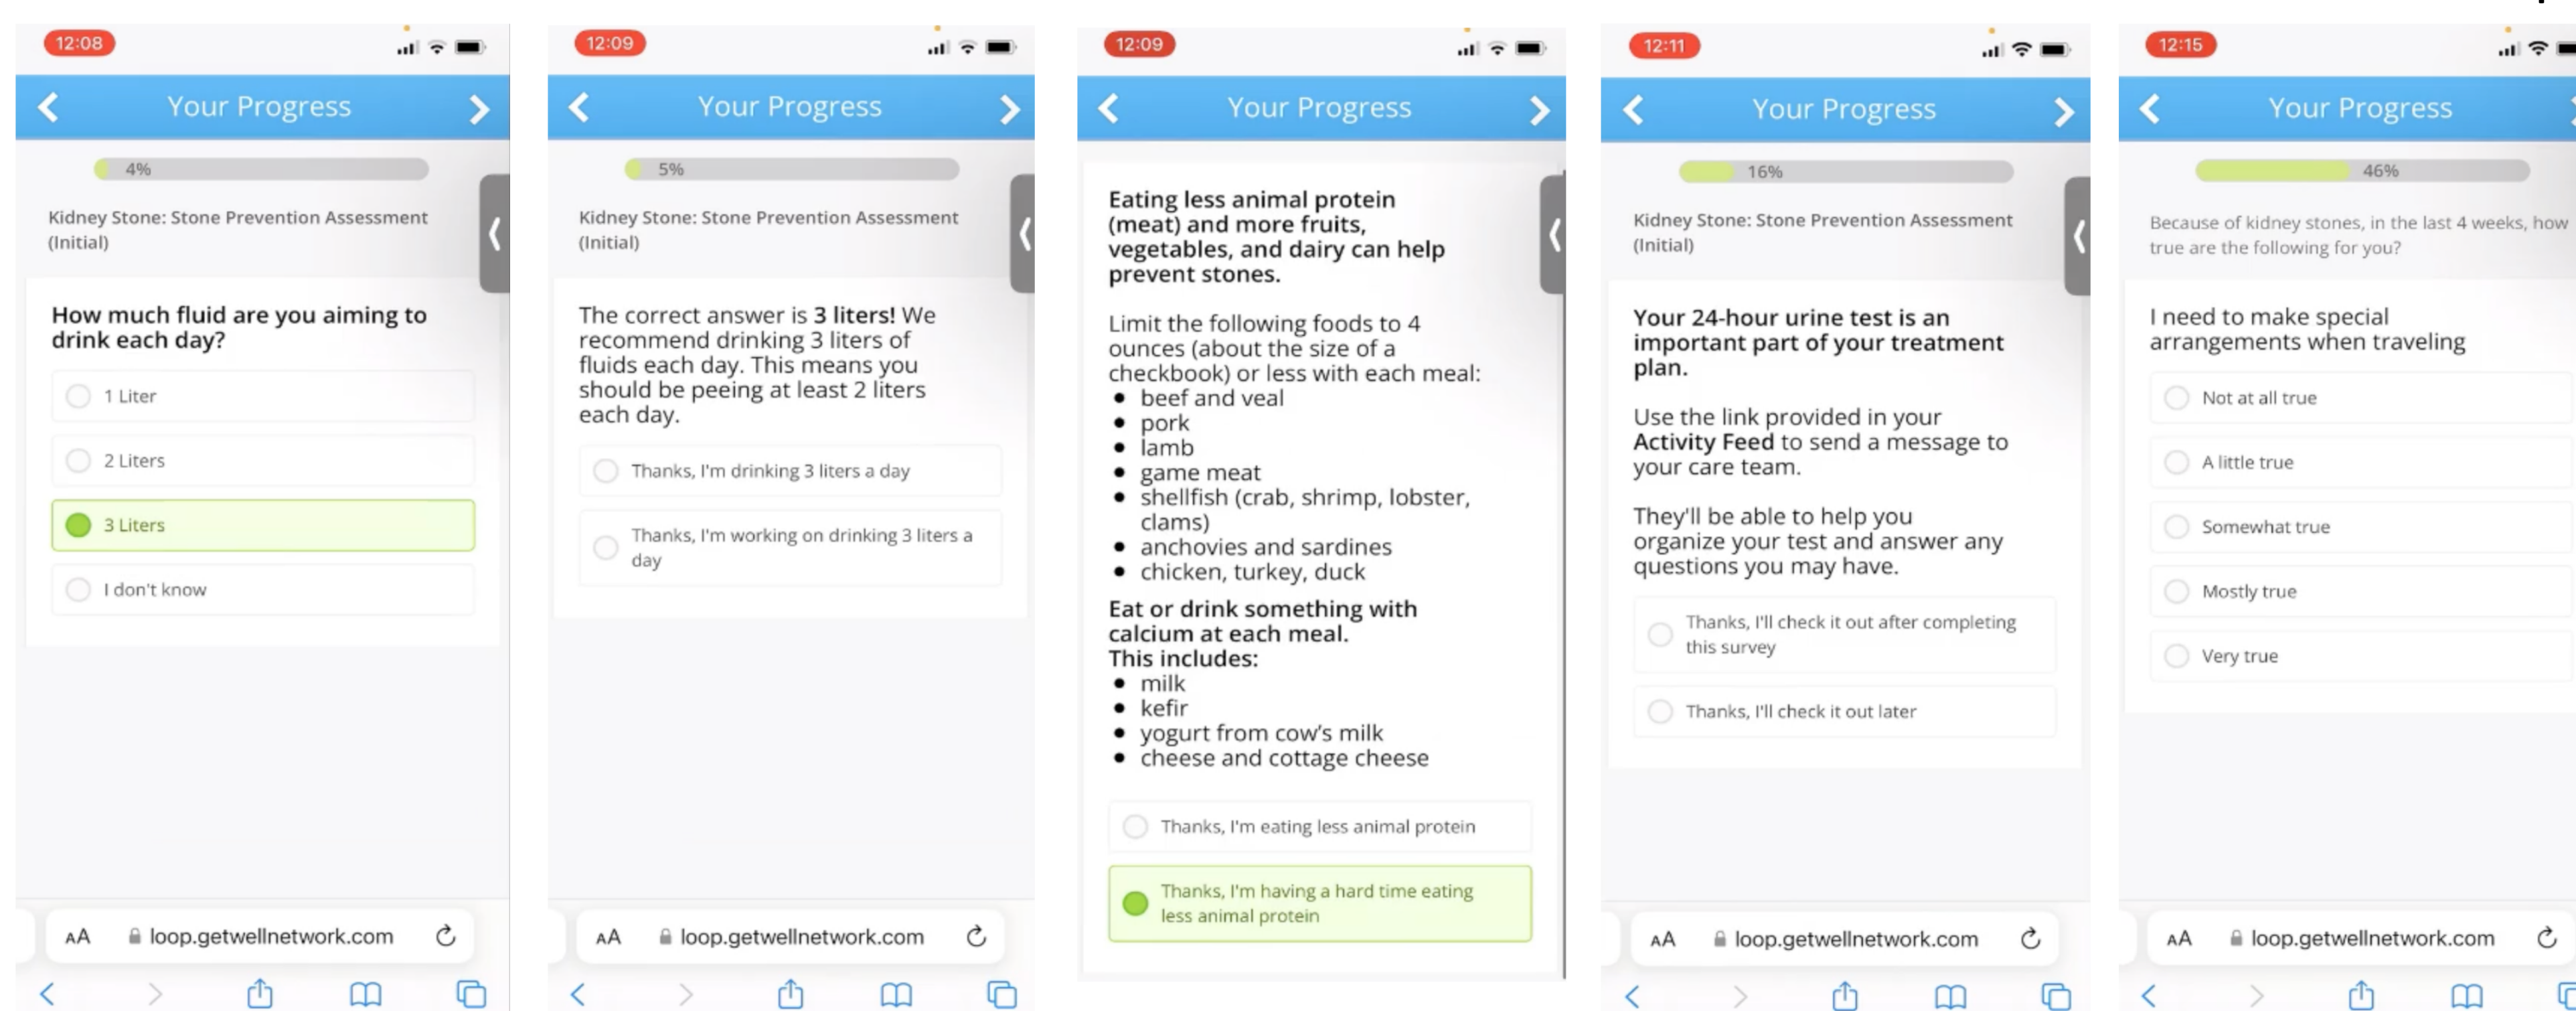 12:08
Your Progress
4%
Kidney Stone: Stone Prevention Assessment
(Initial)
How much fluid are you aiming to
drink each day?
1 Liter
2 Liters
3 Liters
I don't know
AA loop.getwellnetwork.com
12:09
Your Progress
5%
Kidney Stone: Stone Prevention Assessment
(Initial)
The correct answer is 3 liters! We
recommend drinking 3 liters of
fluids each day. This means you
should be peeing at least 2 liters
each day.
Thanks, I'm drinking 3 liters a day
Thanks, I'm working on drinking 3 liters a
day
AA loop.getwellnetwork.com
12:09
Your Progress
Eating less animal protein
(meat) and more fruits,
vegetables, and dairy can help
prevent stones.
Limit the following foods to 4
ounces (about the size of a
checkbook) or less with each meal:
• beef and veal
• pork
• lamb
• game meat
• shellfish (crab, shrimp, lobster,
clams)
• anchovies and sardines
• chicken, turkey, duck
Eat or drink something with
calcium at each meal.
This includes:
• milk
• kefir
• yogurt from cow's milk
• cheese and cottage cheese
Thanks, I'm eating less animal protein
Thanks, I'm having a hard time eating
less animal protein
12:11
Your Progress
16%
Kidney Stone: Stone Prevention Assessment
(Initial)
Your 24-hour urine test is an
important part of your treatment
plan.
Use the link provided in your
Activity Feed to send a message to
your care team.
They'll be able to help you
organize your test and answer any
questions you may have.
Thanks, I'll check it out after completing
this survey
Thanks, I'll check it out later
AA loop.getwellnetwork.com
12:15
Your Progress
46%
Because of kidney stones, in the last 4 weeks, how
true are the following for you?
I need to make special
arrangements when traveling
Not at all true
A little true
Somewhat true
Mostly true
Very true
AA loop.getwellnetwork.com